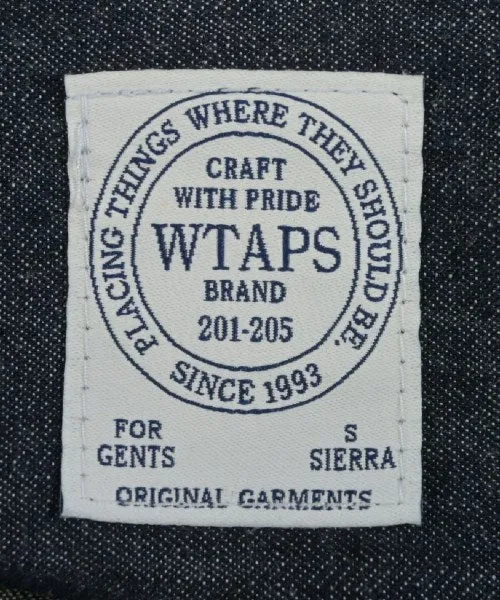 PLACING THINGS WHERE THEY SHOULD BE.
CRAFT
WITH PRIDE
WTAPS
BRAND
201-205
SINCE 1993
FOR
GENTS
S
SIERRA
ORIGINAL GARMENTS